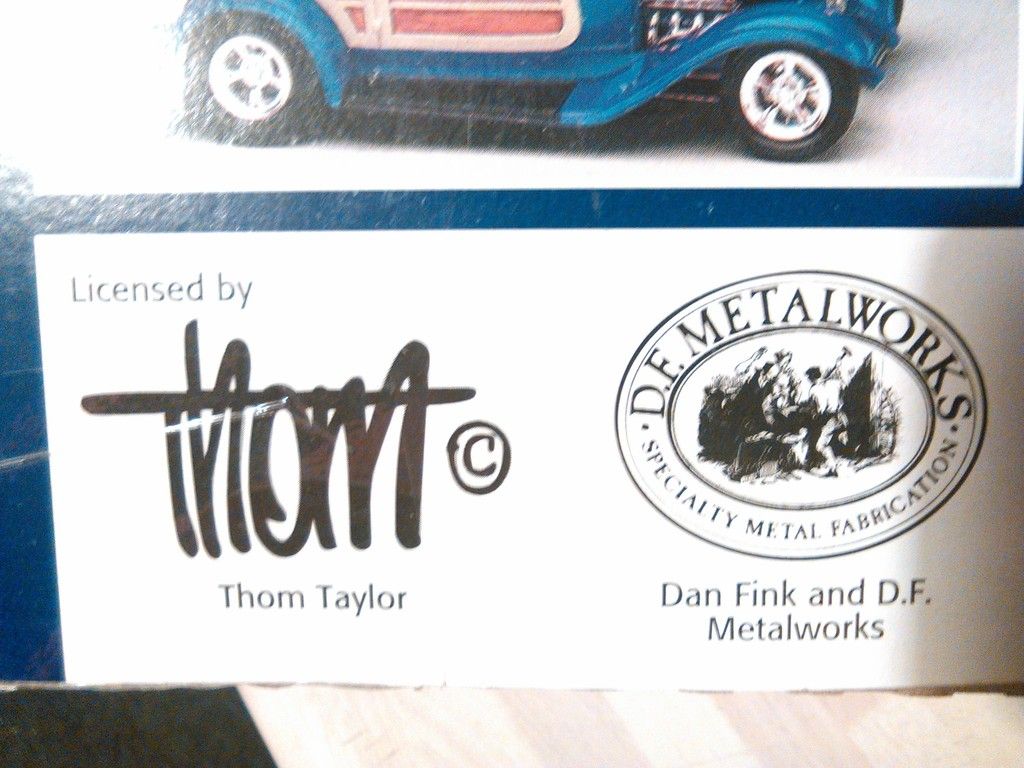 Licensed by
Thom ©
Thom Taylor
D.F. METALWORKS
· SPECIALTY METAL FABRICATION ·
Dan Fink and D.F.
Metalworks